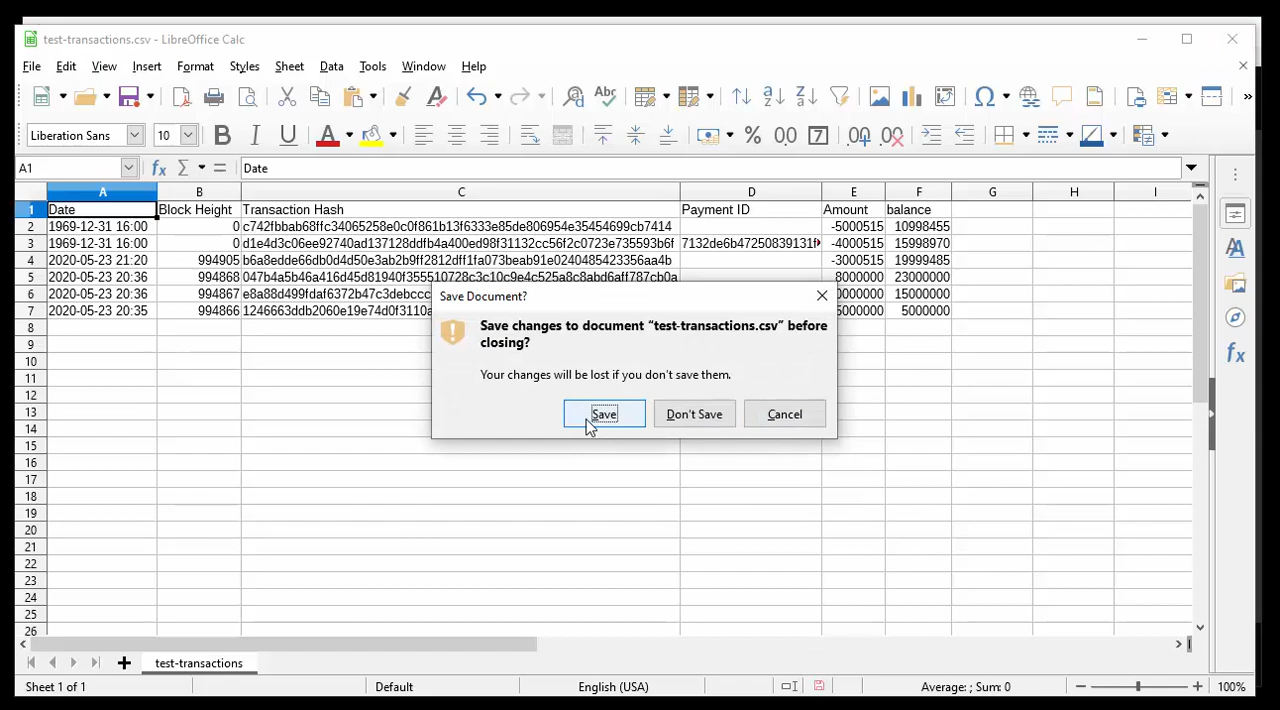 test-transactions.csv - LibreOffice Calc
File Edit View Insert Format Styles Sheet Data Tools Window Help
Liberation Sans 10
A1 Date
A B C D E F G H I
1 Date Block Height Transaction Hash Payment ID Amount balance
2 1969-12-31 16:00 0 c742fbbab68ffc34065258e0c0f861b13f6333e85de806954e35454699cb7414 -5000515 10998455
3 1969-12-31 16:00 0 d1e4d3c06ee92740ad137128ddfb4a400ed98f31132cc56f2c0723e735593b6f 7132de6b47250839131f -4000515 15998970
4 2020-05-23 21:20 994905 b6a8edde66db0d4d50e3ab2b9ff2812dff1fa073beab91e0240485423356aa4b -3000515 19999485
5 2020-05-23 20:36 994868 047b4a5b46a416d45d81940f355510728c3c10c9e4c525a8c8abd6aff787cb0a 8000000 23000000
6 2020-05-23 20:36 994867 e8a88d499fdaf6372b47c3debccc 0000000 15000000
7 2020-05-23 20:35 994866 1246663ddb2060e19e74d0f3110a 5000000 5000000
8
9
10
11
12
13
14
15
16
17
18
19
20
21
22
23
24
25
26
Save Document?
Save changes to document “test-transactions.csv” before
closing?
Your changes will be lost if you don't save them.
Save Don't Save Cancel
test-transactions
Sheet 1 of 1 Default English (USA) Average: ; Sum: 0 100%